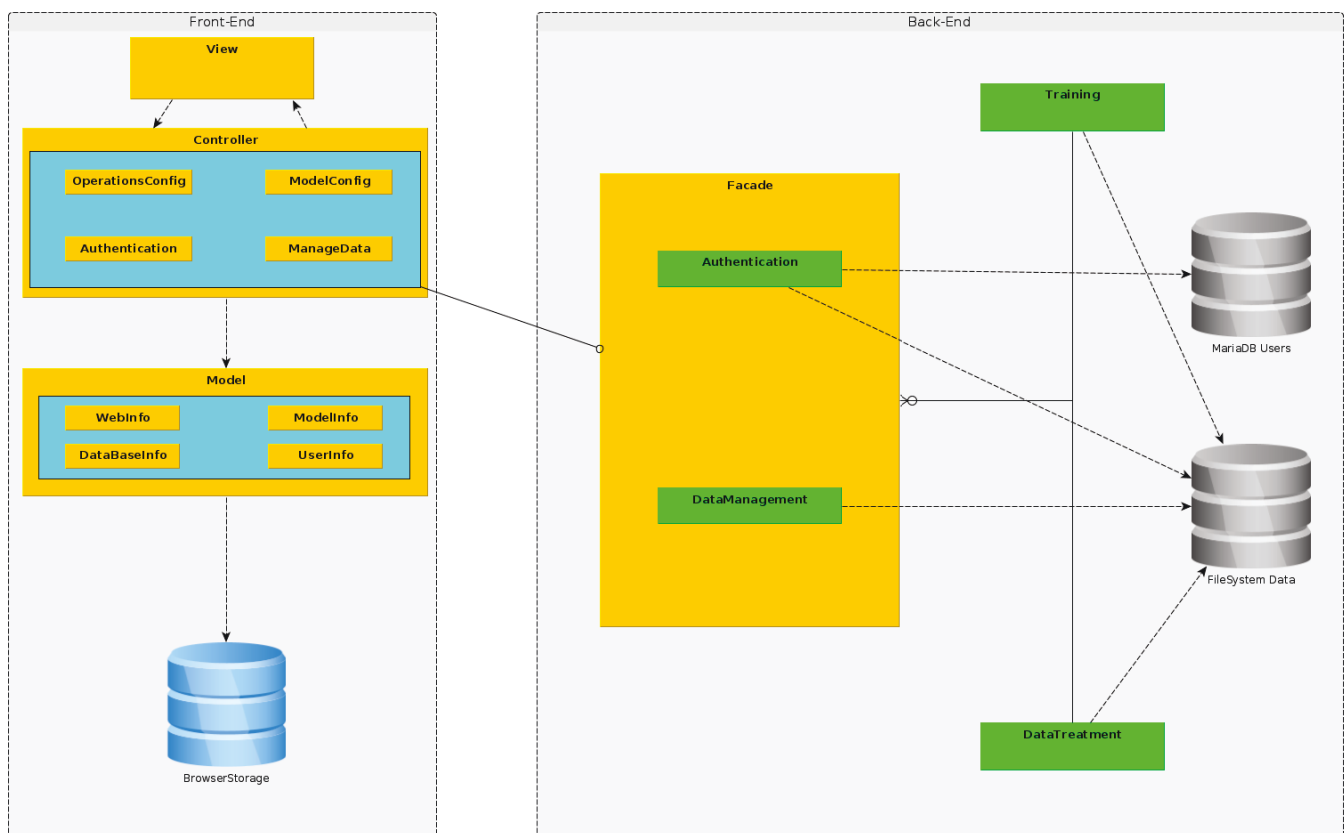 Front-End
View
Controller
OperationsConfig
ModelConfig
Authentication
ManageData
Model
WebInfo
ModelInfo
DataBaseInfo
UserInfo
BrowserStorage
Back-End
Training
Facade
Authentication
MariaDB Users
DataManagement
FileSystem Data
DataTreatment